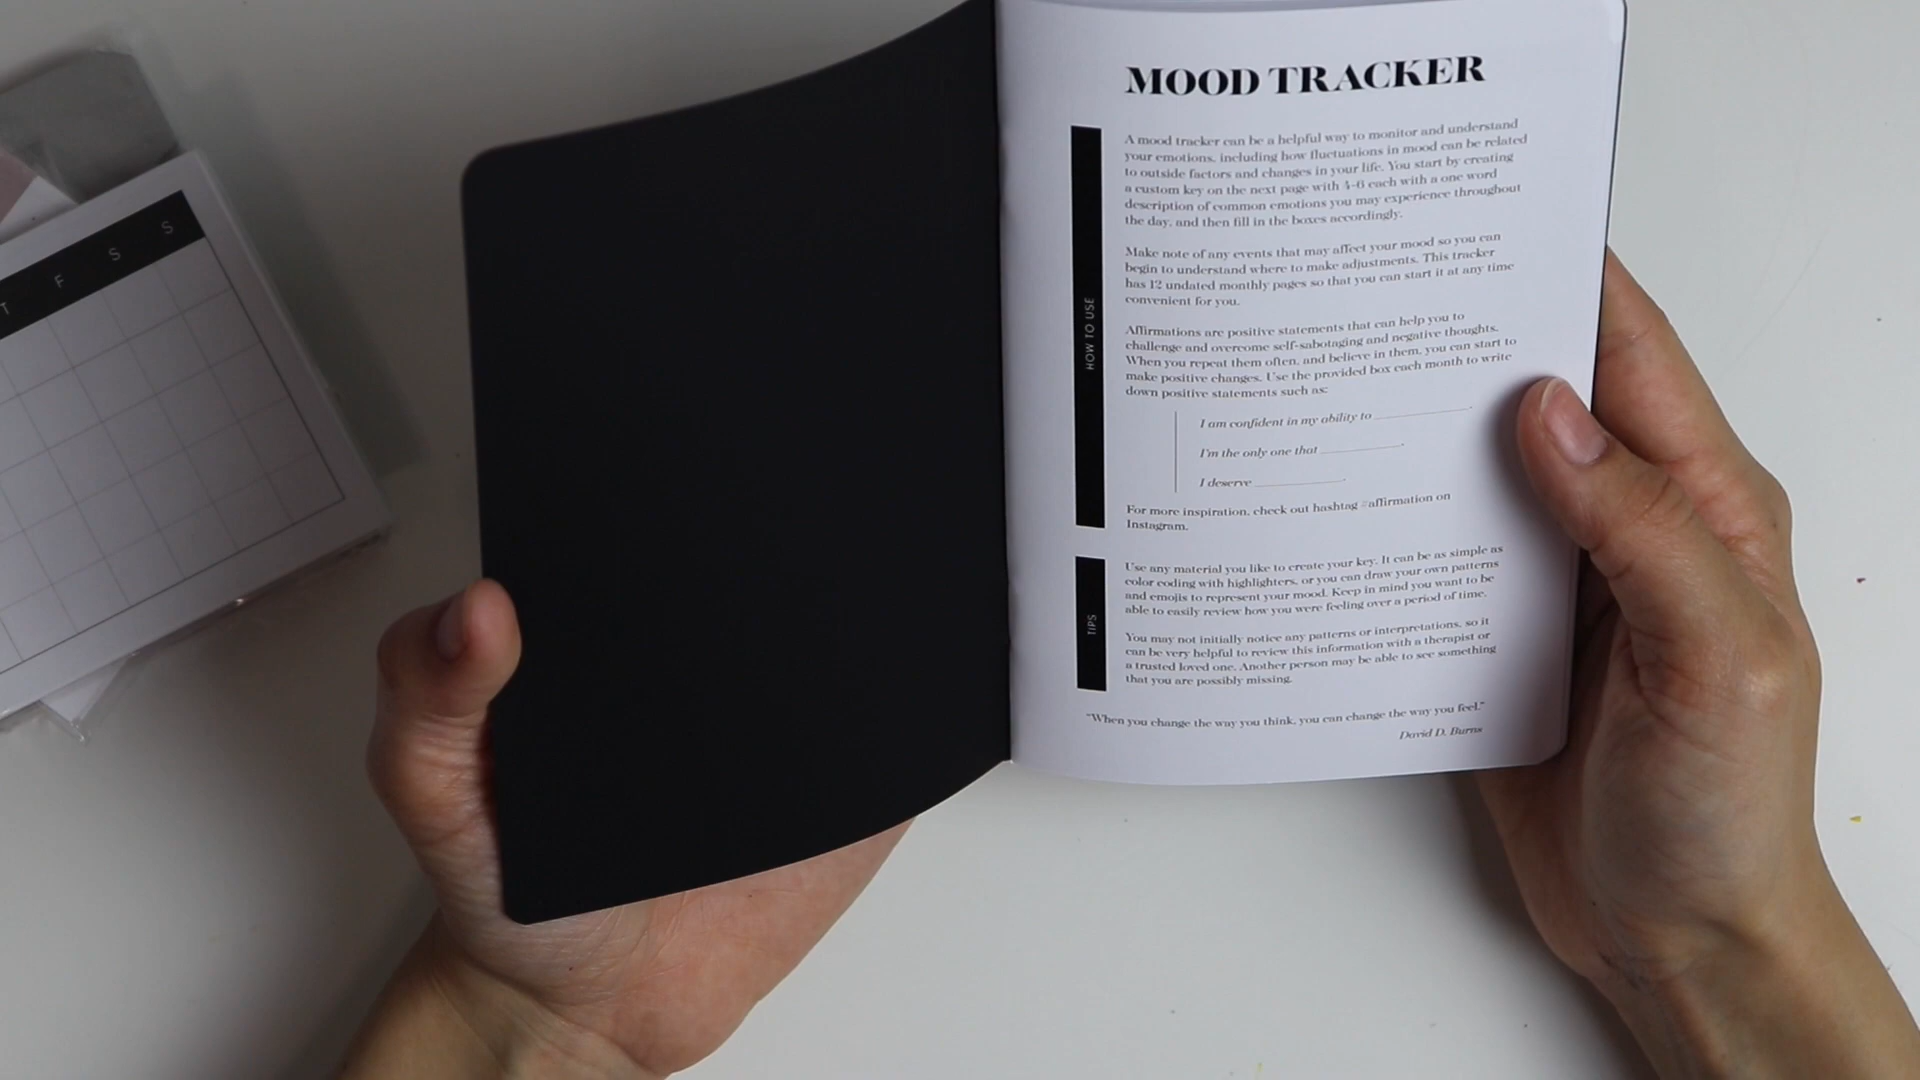 T F S S
MOOD TRACKER
HOW TO USE
A mood tracker can be a helpful way to monitor and understand
your emotions, including how fluctuations in mood can be related
to outside factors and changes in your life. You start by creating
a custom key on the next page with 4-6 each with a one word
description of common emotions you may experience throughout
the day, and then fill in the boxes accordingly.
Make note of any events that may affect your mood so you can
begin to understand where to make adjustments. This tracker
has 12 undated monthly pages so that you can start it at any time
convenient for you.
Affirmations are positive statements that can help you to
challenge and overcome self-sabotaging and negative thoughts.
When you repeat them often, and believe in them, you can start to
make positive changes. Use the provided box each month to write
down positive statements such as:
I am confident in my ability to ____________.
I'm the only one that ____________.
I deserve ____________.
For more inspiration, check out hashtag #affirmation on
Instagram.
TIPS
Use any material you like to create your key. It can be as simple as
color coding with highlighters, or you can draw your own patterns
and emojis to represent your mood. Keep in mind you want to be
able to easily review how you were feeling over a period of time.
You may not initially notice any patterns or interpretations, so it
can be very helpful to review this information with a therapist or
a trusted loved one. Another person may be able to see something
that you are possibly missing.
"When you change the way you think, you can change the way you feel."
David D. Burns